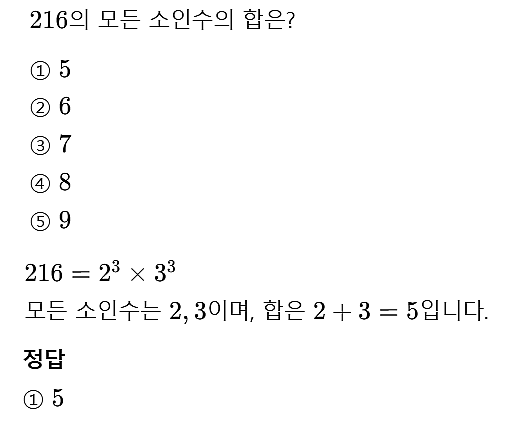 216의 모든 소인수의 합은?
① 5
② 6
③ 7
④ 8
⑤ 9
216 = 2³ × 3³
모든 소인수는 2, 3이며, 합은 2 + 3 = 5입니다.
정답
① 5